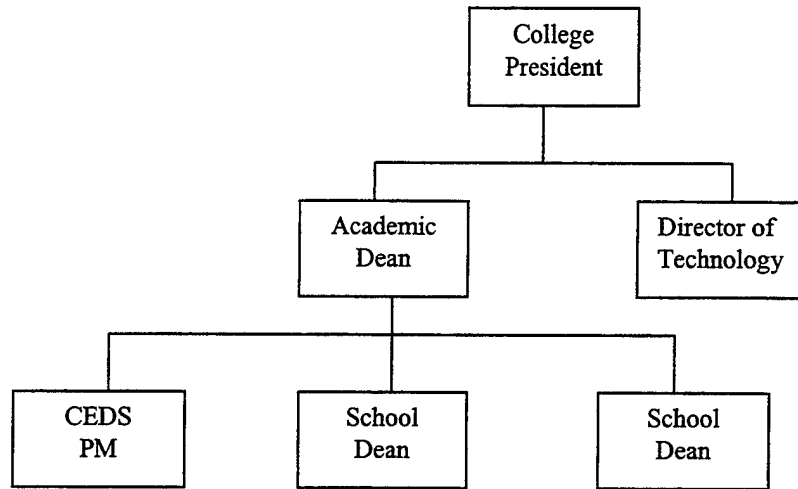 College
President
Academic
Dean
Director of
Technology
CEDS
PM
School
Dean
School
Dean